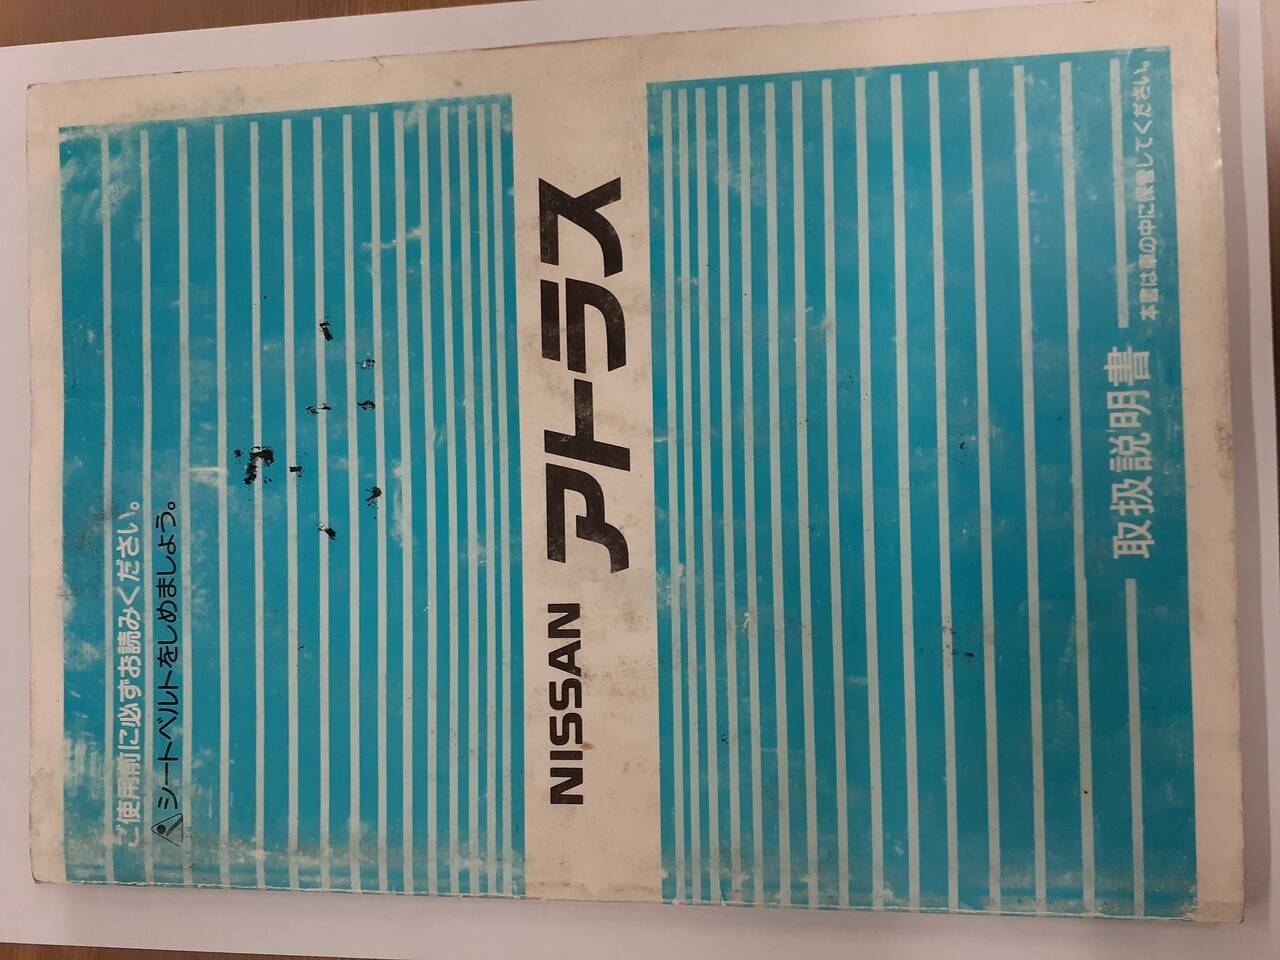 ご使用前に必ずお読みください。
シートベルトをしめましょう。
NISSAN アトラス
取扱説明書
本書は車の中に保管してください。